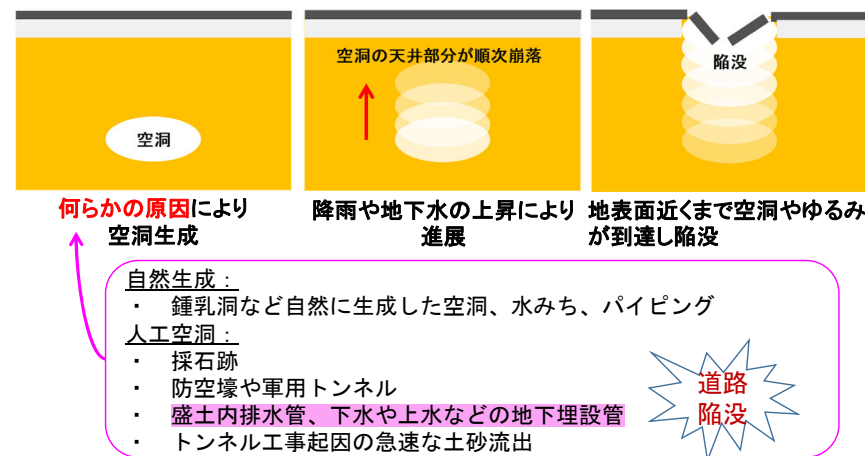 空洞
空洞の天井部分が順次崩落
陥没
何らかの原因により
空洞生成
降雨や地下水の上昇により
進展
地表面近くまで空洞やゆるみ
が到達し陥没
自然生成：
・ 鍾乳洞など自然に生成した空洞、水みち、パイピング
人工空洞：
・ 採石跡
・ 防空壕や軍用トンネル
・ 盛土内排水管、下水や上水などの地下埋設管
・ トンネル工事起因の急速な土砂流出
道路
陥没